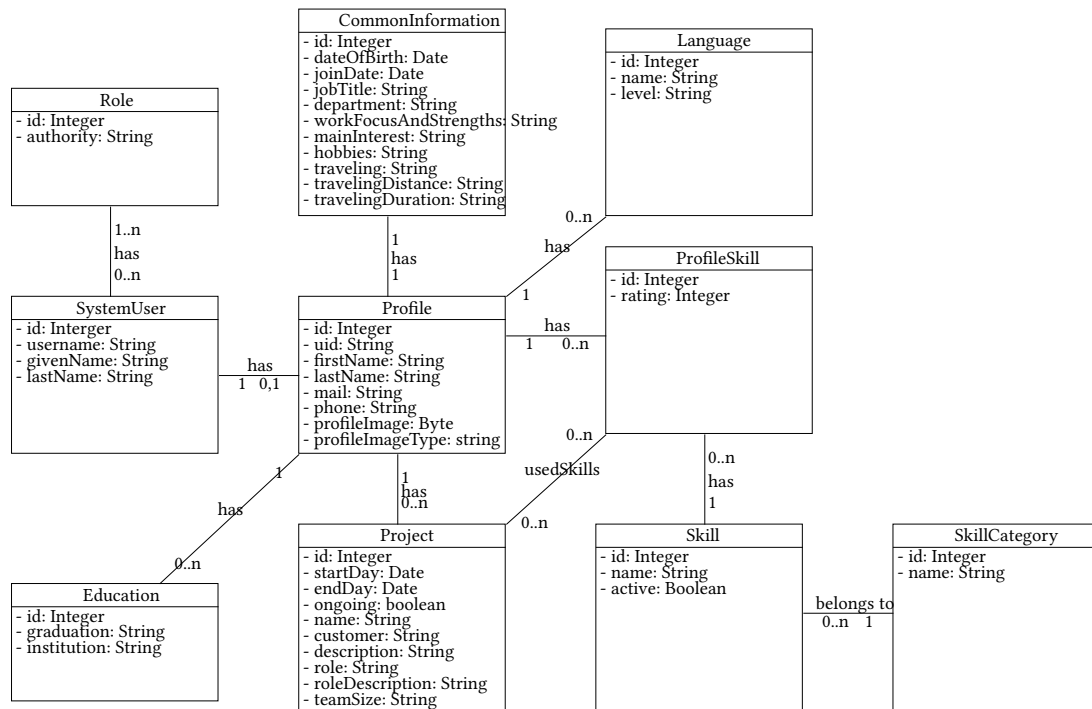 CommonInformation
- id: Integer
- dateOfBirth: Date
- joinDate: Date
- jobTitle: String
- department: String
- workFocusAndStrengths: String
- mainInterest: String
- hobbies: String
- traveling: String
- travelingDistance: String
- travelingDuration: String
Language
- id: Integer
- name: String
- level: String
Role
- id: Integer
- authority: String
1..n
has
0..n
1
has
1
0..n
has
1
ProfileSkill
- id: Integer
- rating: Integer
SystemUser
- id: Interger
- username: String
- givenName: String
- lastName: String
has
1 0,1
Profile
- id: Integer
- uid: String
- firstName: String
- lastName: String
- mail: String
- phone: String
- profileImage: Byte
- profileImageType: string
has
1 0..n
1
has
0..n
1
has
0..n
0..n
usedSkills
0..n
0..n
has
1
Education
- id: Integer
- graduation: String
- institution: String
Project
- id: Integer
- startDay: Date
- endDay: Date
- ongoing: boolean
- name: String
- customer: String
- description: String
- role: String
- roleDescription: String
- teamSize: String
Skill
- id: Integer
- name: String
- active: Boolean
belongs to
0..n 1
SkillCategory
- id: Integer
- name: String